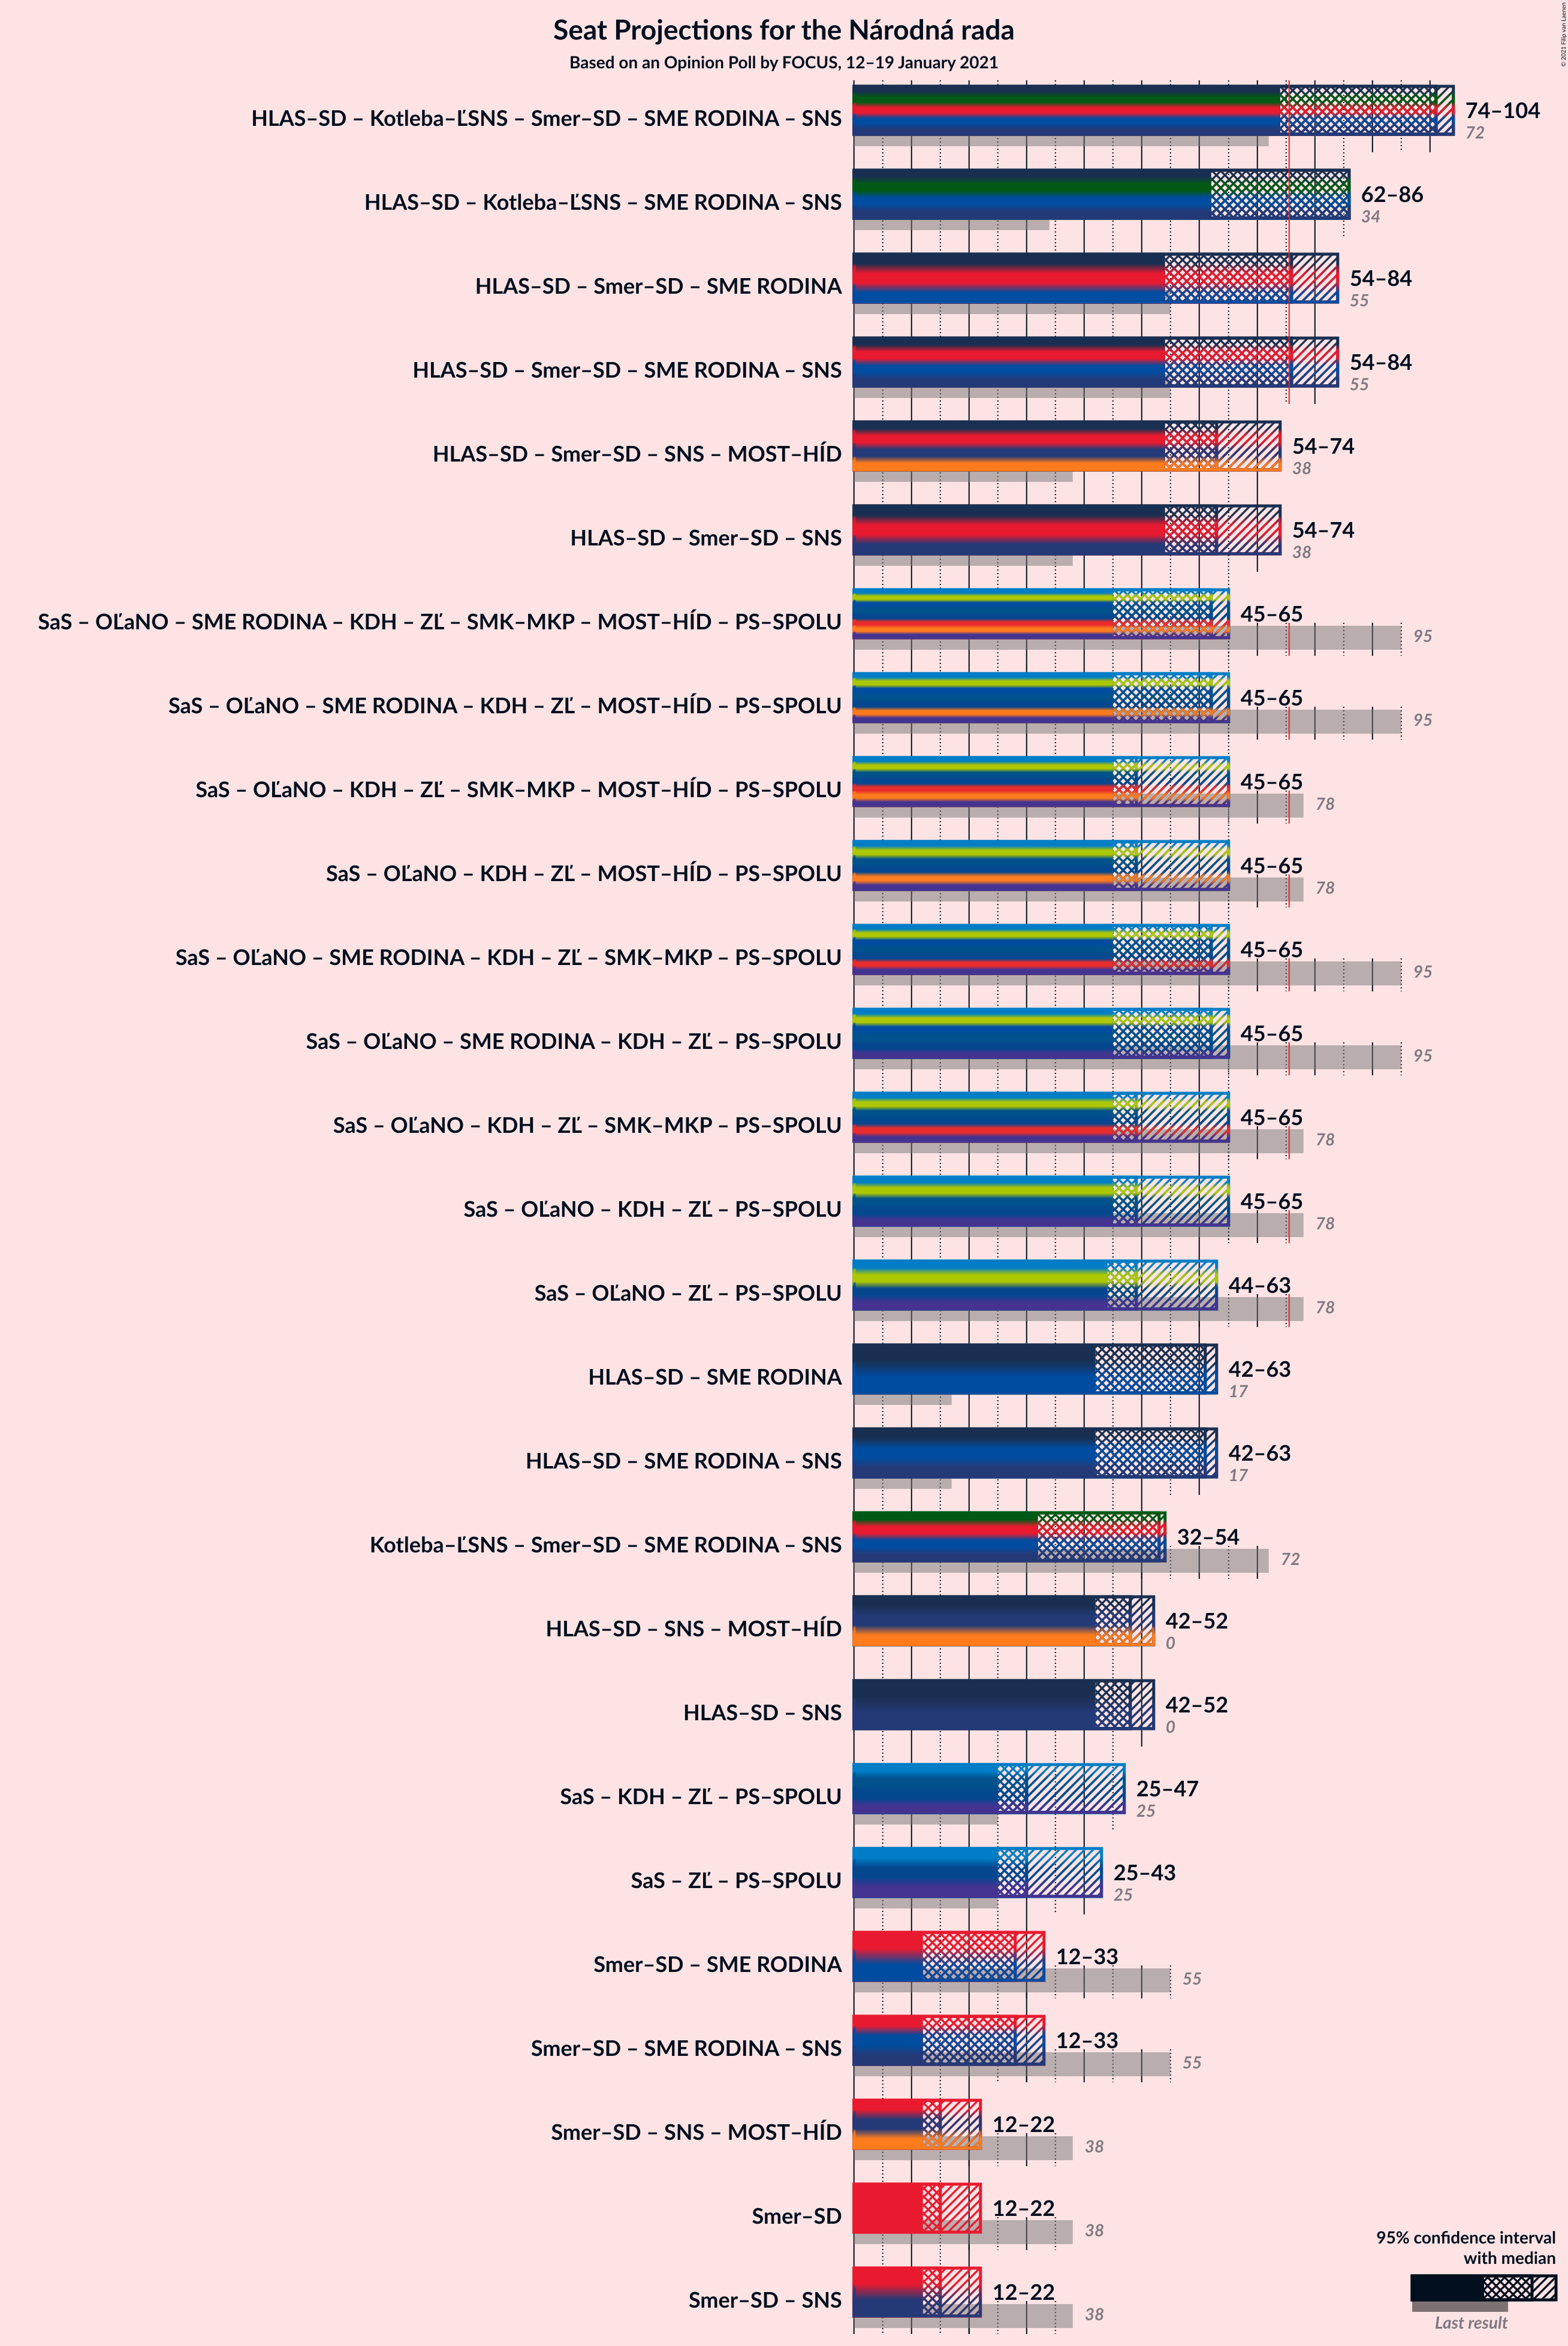 Seat Projections for the Národná rada
Based on an Opinion Poll by FOCUS, 12–19 January 2021
© 2021 Filip van Laenen
HLAS–SD – Kotleba–ĽSNS – Smer–SD – SME RODINA – SNS
74–104
72
HLAS–SD – Kotleba–ĽSNS – SME RODINA – SNS
62–86
34
HLAS–SD – Smer–SD – SME RODINA
54–84
55
HLAS–SD – Smer–SD – SME RODINA – SNS
54–84
55
HLAS–SD – Smer–SD – SNS – MOST–HÍD
54–74
38
HLAS–SD – Smer–SD – SNS
54–74
38
SaS – OĽaNO – SME RODINA – KDH – ZĽ – SMK–MKP – MOST–HÍD – PS–SPOLU
45–65
95
SaS – OĽaNO – SME RODINA – KDH – ZĽ – MOST–HÍD – PS–SPOLU
45–65
95
SaS – OĽaNO – KDH – ZĽ – SMK–MKP – MOST–HÍD – PS–SPOLU
45–65
78
SaS – OĽaNO – KDH – ZĽ – MOST–HÍD – PS–SPOLU
45–65
78
SaS – OĽaNO – SME RODINA – KDH – ZĽ – SMK–MKP – PS–SPOLU
45–65
95
SaS – OĽaNO – SME RODINA – KDH – ZĽ – PS–SPOLU
45–65
95
SaS – OĽaNO – KDH – ZĽ – SMK–MKP – PS–SPOLU
45–65
78
SaS – OĽaNO – KDH – ZĽ – PS–SPOLU
45–65
78
SaS – OĽaNO – ZĽ – PS–SPOLU
44–63
78
HLAS–SD – SME RODINA
42–63
17
HLAS–SD – SME RODINA – SNS
42–63
17
Kotleba–ĽSNS – Smer–SD – SME RODINA – SNS
32–54
72
HLAS–SD – SNS – MOST–HÍD
42–52
0
HLAS–SD – SNS
42–52
0
SaS – KDH – ZĽ – PS–SPOLU
25–47
25
SaS – ZĽ – PS–SPOLU
25–43
25
Smer–SD – SME RODINA
12–33
55
Smer–SD – SME RODINA – SNS
12–33
55
Smer–SD – SNS – MOST–HÍD
12–22
38
Smer–SD
12–22
38
Smer–SD – SNS
12–22
38
95% confidence interval
with median
Last result